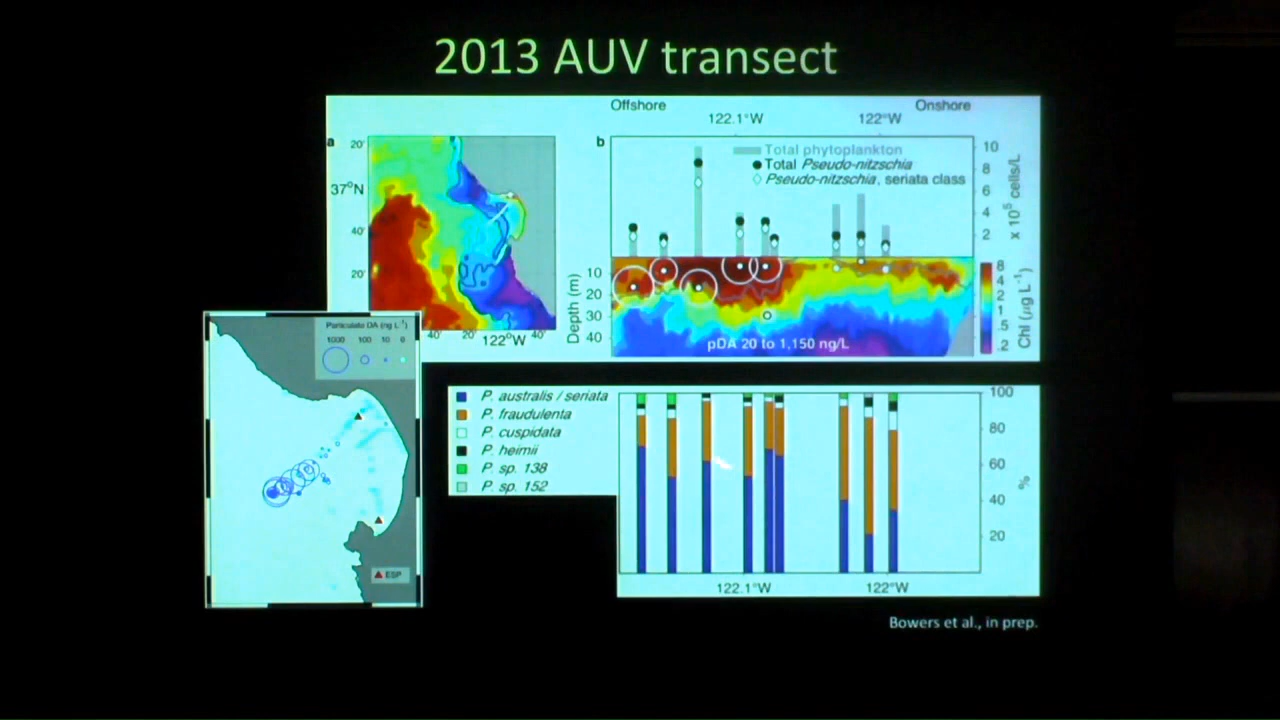 2013 AUV transect
Offshore
Onshore
122.1°W
122°W
a
20'
37°N
40'
20'
40'
20'
122°W
40'
b
Total phytoplankton
Total Pseudo-nitzschia
Pseudo-nitzschia, seriata class
10
8
6
4
2
x 10⁵ cells/L
Depth (m)
10
20
30
40
pDA 20 to 1,150 ng/L
8
4
2
1
.5
.2
Chl (µg L⁻¹)
Particulate DA (ng L⁻¹)
1000 100 10 0
ESP
P. australis / seriata
P. fraudulenta
P. cuspidata
P. heimii
P. sp. 138
P. sp. 152
100
80
60
40
20
%
122.1°W
122°W
Bowers et al., in prep.